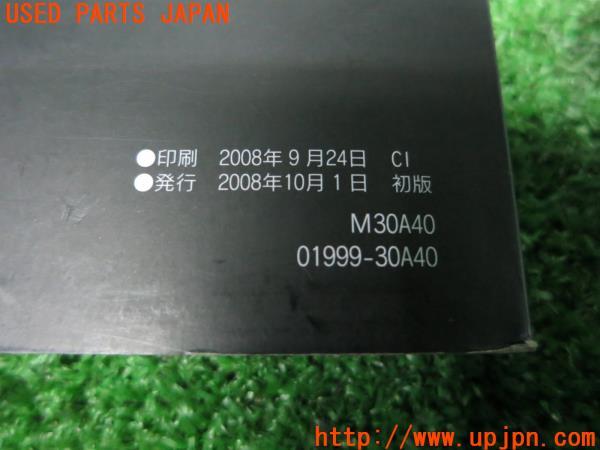 USED PARTS JAPAN
●印刷 2008年9月24日 CI
●発行 2008年10月1日 初版
M30A40
01999-30A40
http://www.upjpn.com